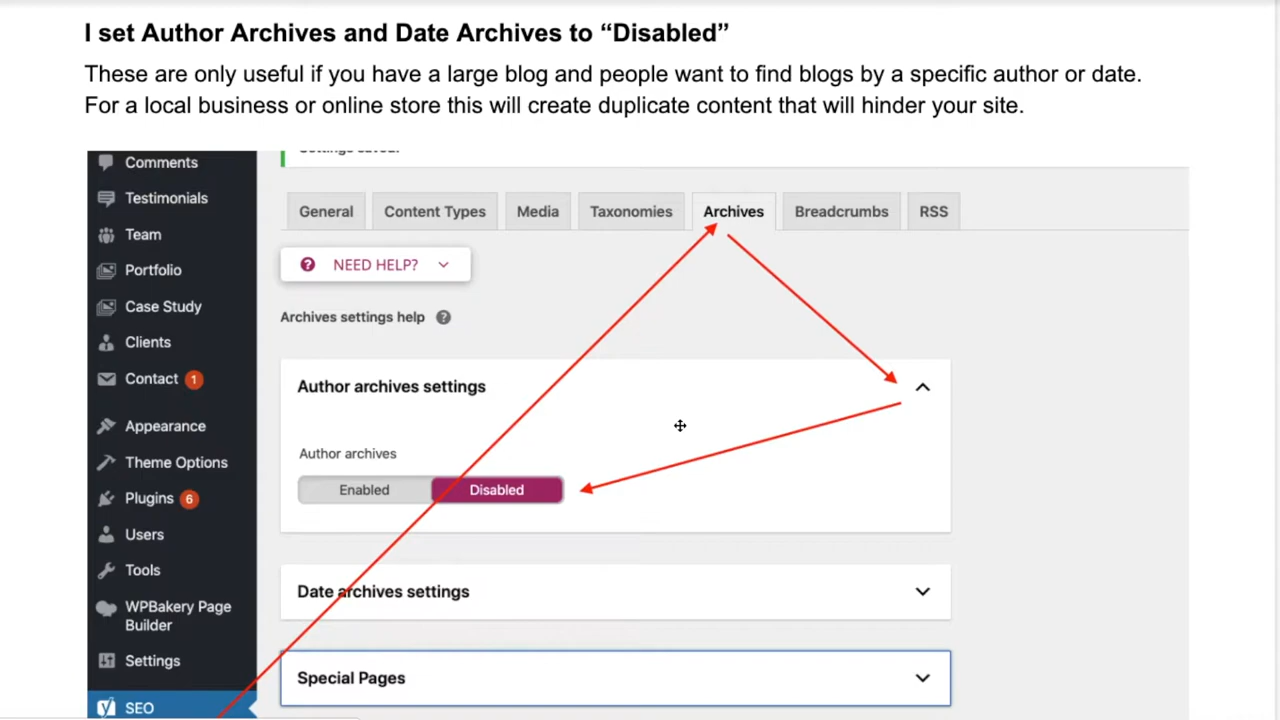 I set Author Archives and Date Archives to “Disabled”
These are only useful if you have a large blog and people want to find blogs by a specific author or date.
For a local business or online store this will create duplicate content that will hinder your site.
Settings saved.
Comments
Testimonials
Team
Portfolio
Case Study
Clients
Contact 1
Appearance
Theme Options
Plugins 6
Users
Tools
WPBakery Page
Builder
Settings
SEO
General Content Types Media Taxonomies Archives Breadcrumbs RSS
? NEED HELP?
Archives settings help ?
Author archives settings
Author archives
Enabled Disabled
Date archives settings
Special Pages